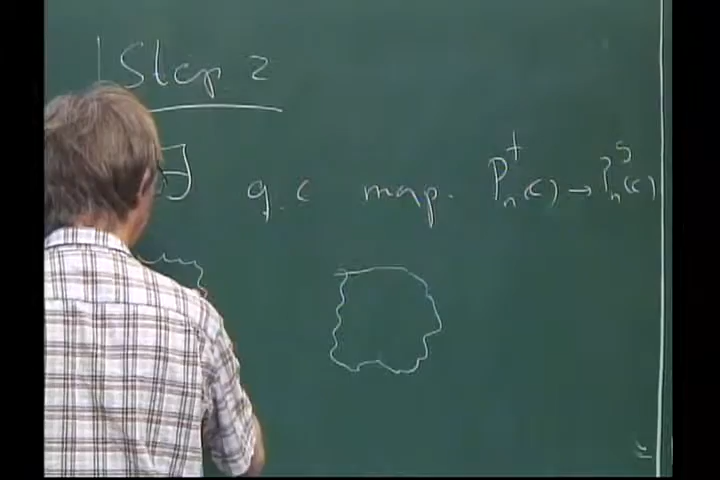 Step 2
∃ q.c map. P_n^t(c) → P_n^s(c)